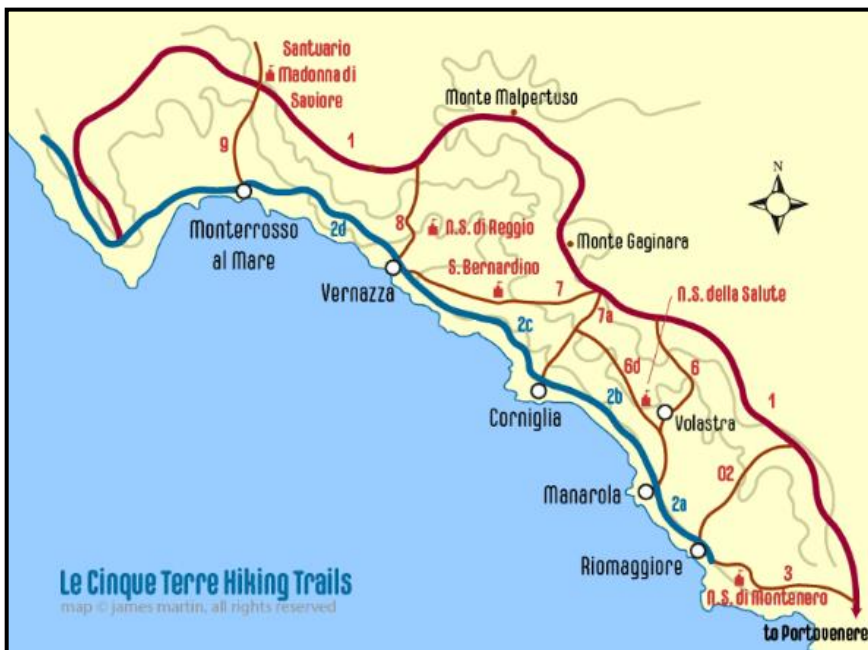 Santuario
Madonna di
Saviore
Monte Malpertuso
9
1
N
Monterrosso
al Mare
2d
8
N.S. di Reggio
Monte Gaginara
S. Bernardino
Vernazza
7
N.S. della Salute
7a
2c
6d
6
1
2b
Corniglia
Volastra
02
Manarola
2a
Riomaggiore
3
N.S. di Montenero
Le Cinque Terre Hiking Trails
map © james martin, all rights reserved
to Portovenere